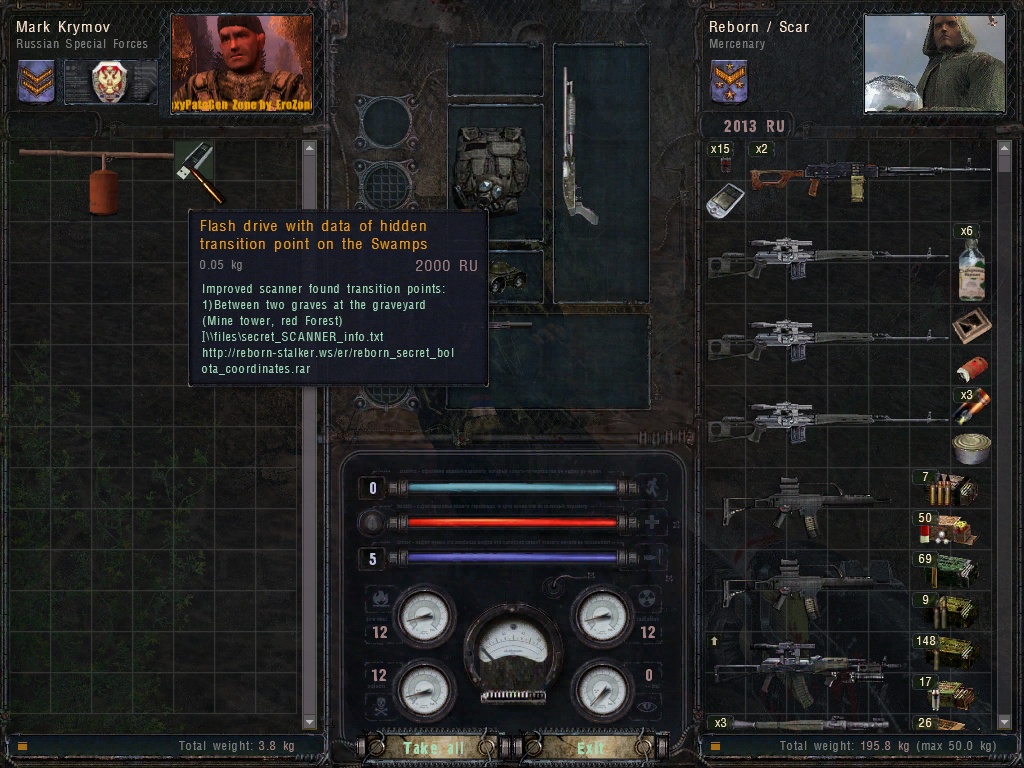 Mark Krymov
Russian Special Forces
Zone by EroZon
Reborn / Scar
Mercenary
2013 RU
x15
x2
x6
x3
7
50
69
9
148
17
x3
26
Flash drive with data of hidden
transition point on the Swamps
0.05 kg
2000 RU
Improved scanner found transition points:
1)Between two graves at the graveyard
(Mine tower, red Forest)
]\\files\secret_SCANNER_info.txt
http://reborn-stalker.ws/er/reborn_secret_bol
ota_coordinates.rar
0
5
12
12
12
0
Take all
Exit
Total weight: 3.8 kg
Total weight: 195.8 kg (max 50.0 kg)